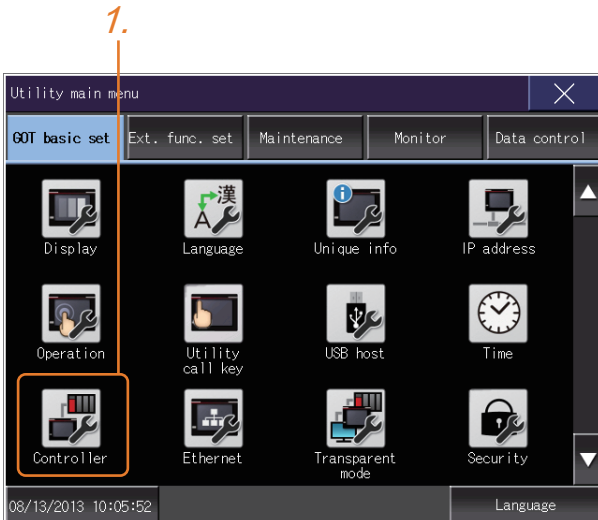 1.
Utility main menu
GOT basic set Ext. func. set Maintenance Monitor Data control
漢
A
i
Display Language Unique info IP address
Operation Utility call key USB host Time
Controller Ethernet Transparent mode Security
08/13/2013 10:05:52 Language